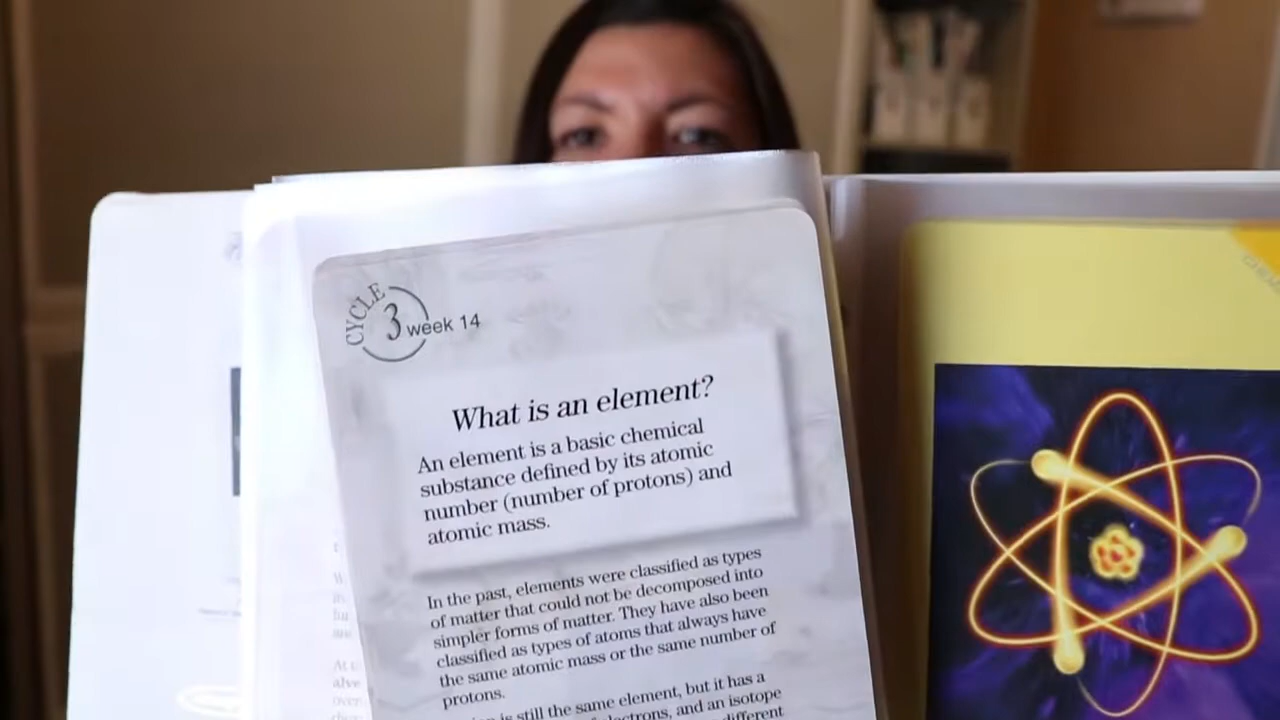 CYCLE
3 week 14
What is an element?
An element is a basic chemical
substance defined by its atomic
number (number of protons) and
atomic mass.
In the past, elements were classified as types
of matter that could not be decomposed into
simpler forms of matter. They have also been
classified as types of atoms that always have
the same atomic mass or the same number of
protons.
is still the same element, but it has a
and an isotope
different